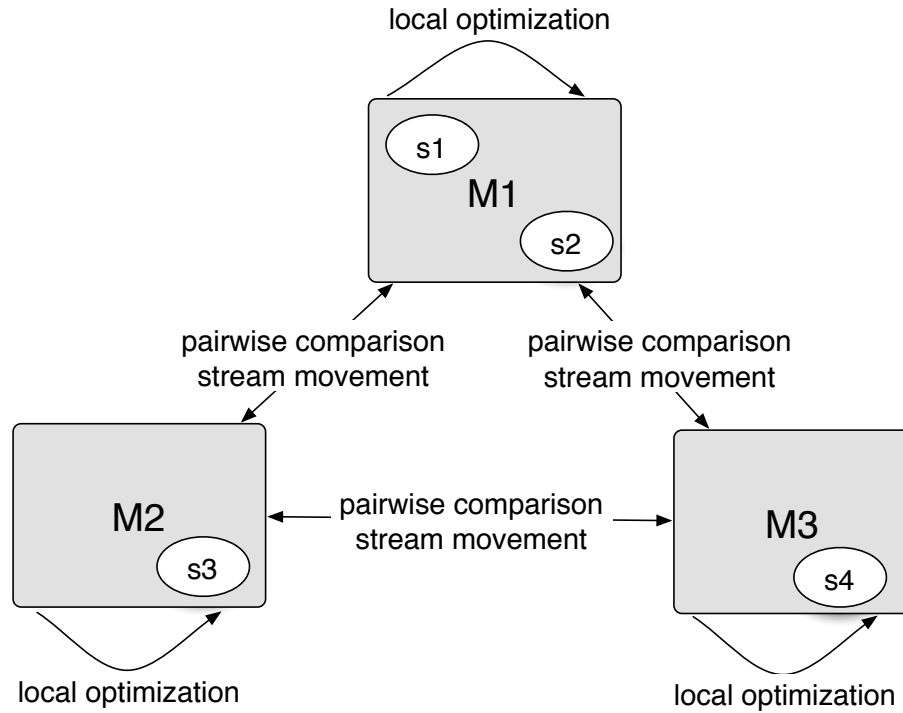 local optimization
s1
M1
s2
pairwise comparison
stream movement
pairwise comparison
stream movement
M2
s3
pairwise comparison
stream movement
M3
s4
local optimization
local optimization